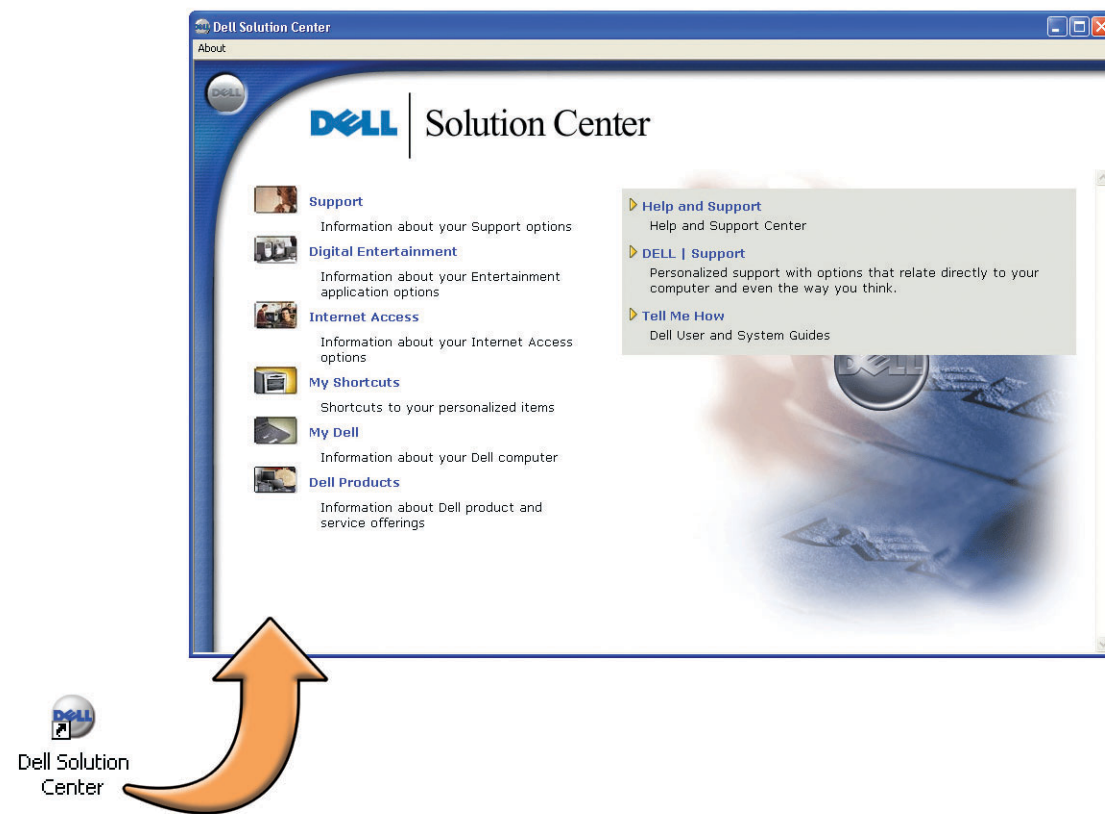 Dell Solution Center
About
DELL
DELL | Solution Center
Support
Information about your Support options
Digital Entertainment
Information about your Entertainment
application options
Internet Access
Information about your Internet Access
options
My Shortcuts
Shortcuts to your personalized items
My Dell
Information about your Dell computer
Dell Products
Information about Dell product and
service offerings
Help and Support
Help and Support Center
DELL | Support
Personalized support with options that relate directly to your
computer and even the way you think.
Tell Me How
Dell User and System Guides
DELL
DELL
Dell Solution
Center